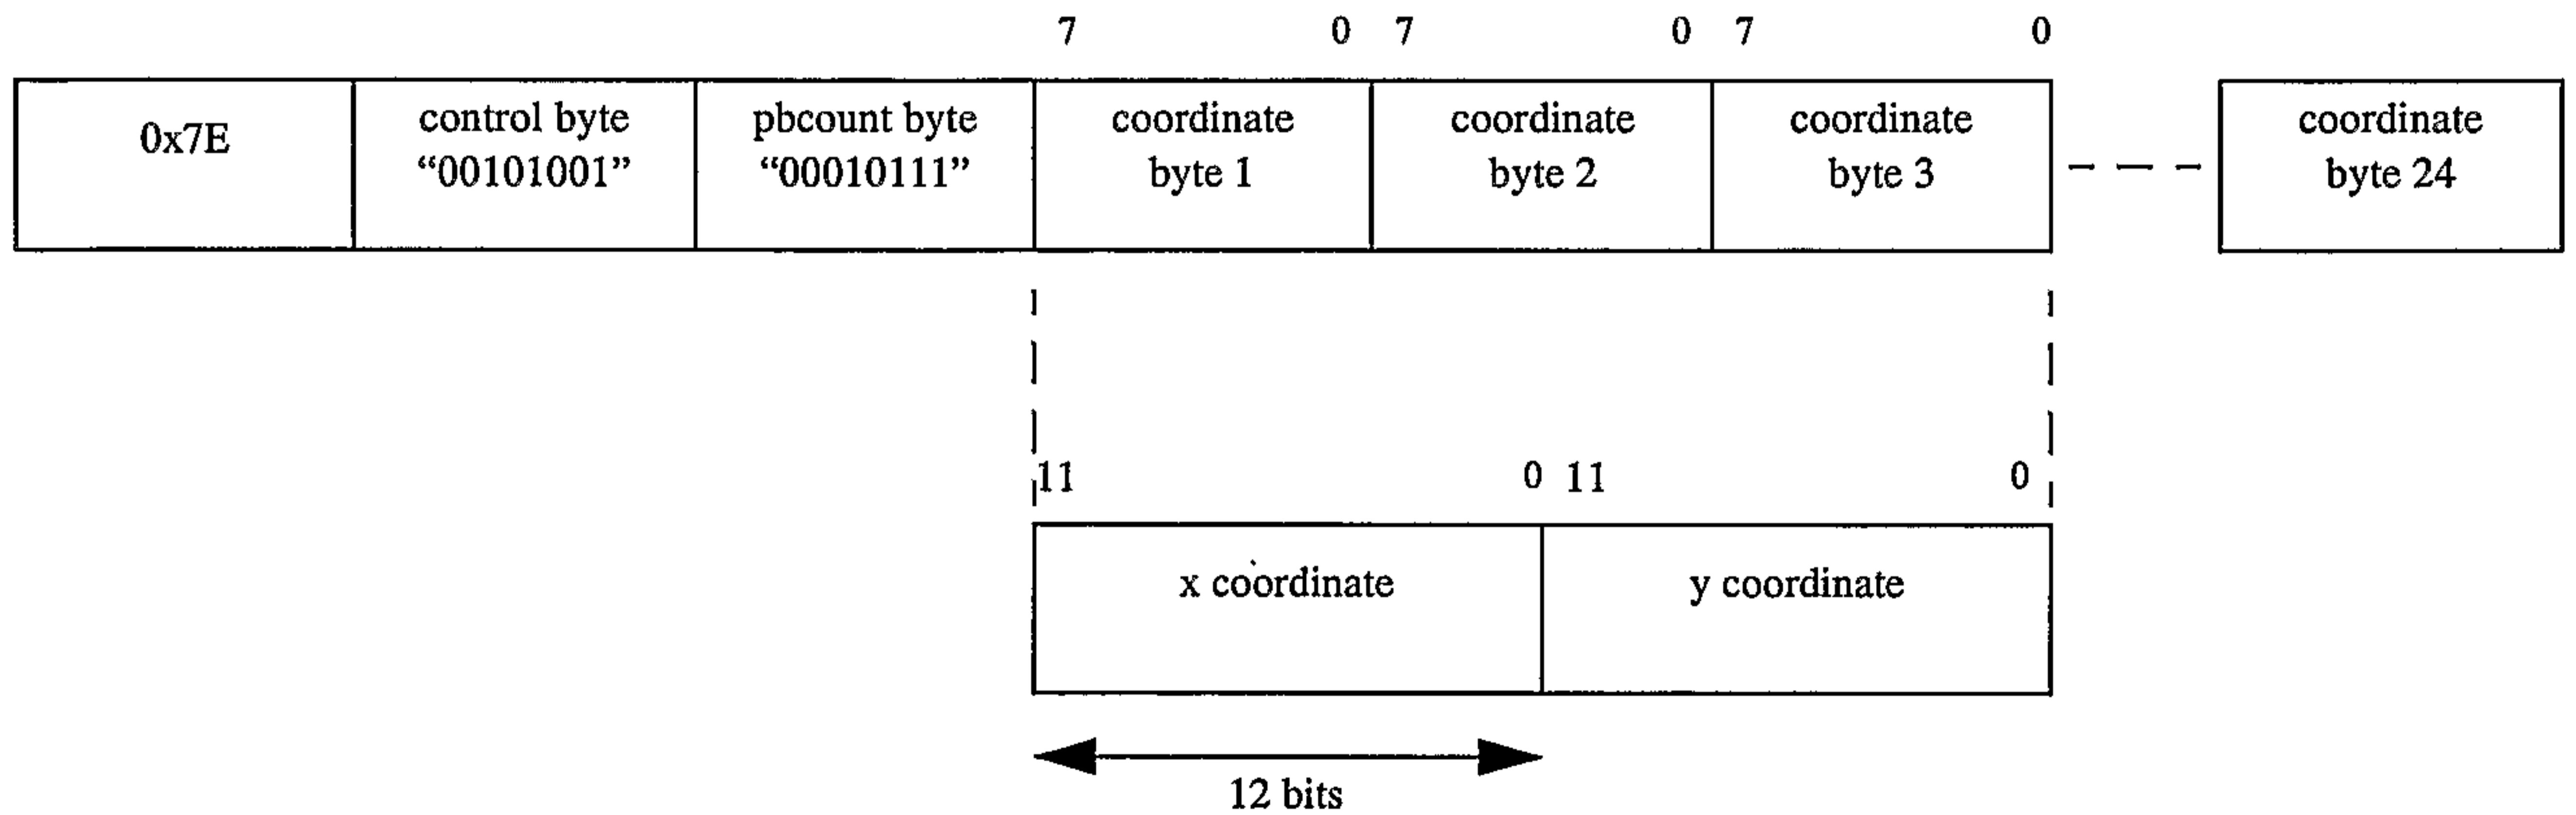 7 0 7 0 7 0
0x7E
control byte
“00101001”
pbcount byte
“00010111”
coordinate
byte 1
coordinate
byte 2
coordinate
byte 3
coordinate
byte 24
11 0 11 0
x coordinate
y coordinate
12 bits